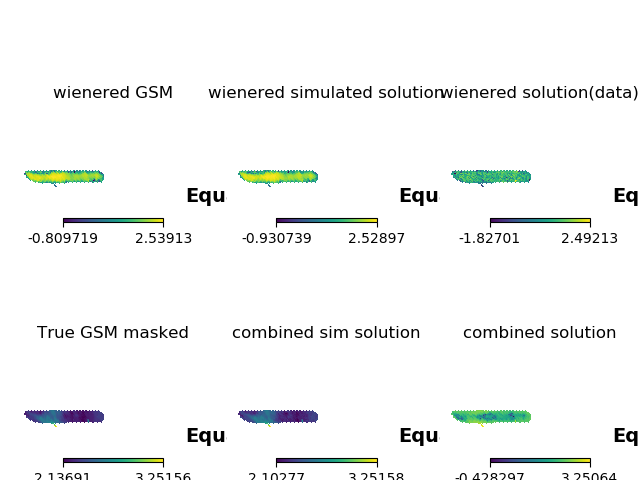 wienered GSM
wienered simulated solution
wienered solution(data)
Equ
Equ
Eq
-0.809719 2.53913
-0.930739 2.52897
-1.82701 2.49213
True GSM masked
combined sim solution
combined solution
Equ
Equ
Eq
2.13691 3.25156
2.10277 3.25158
-0.428297 3.25064